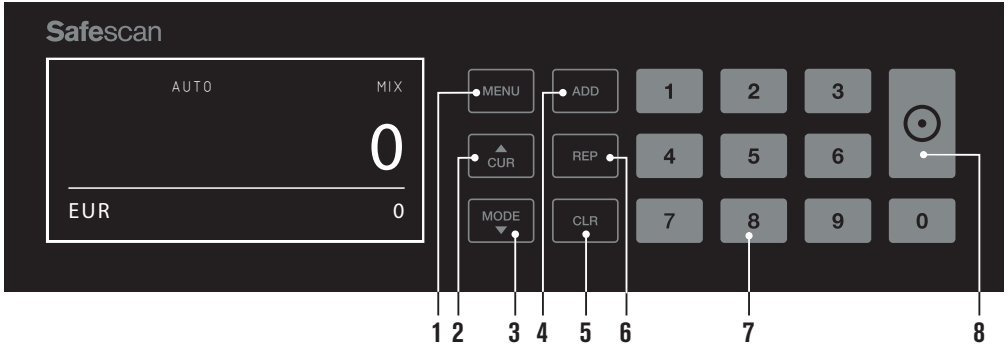 Safescan
AUTO MIX
0
EUR 0
MENU ADD 1 2 3
CUR REP 4 5 6
MODE CLR 7 8 9 0
1 2 3 4 5 6 7 8